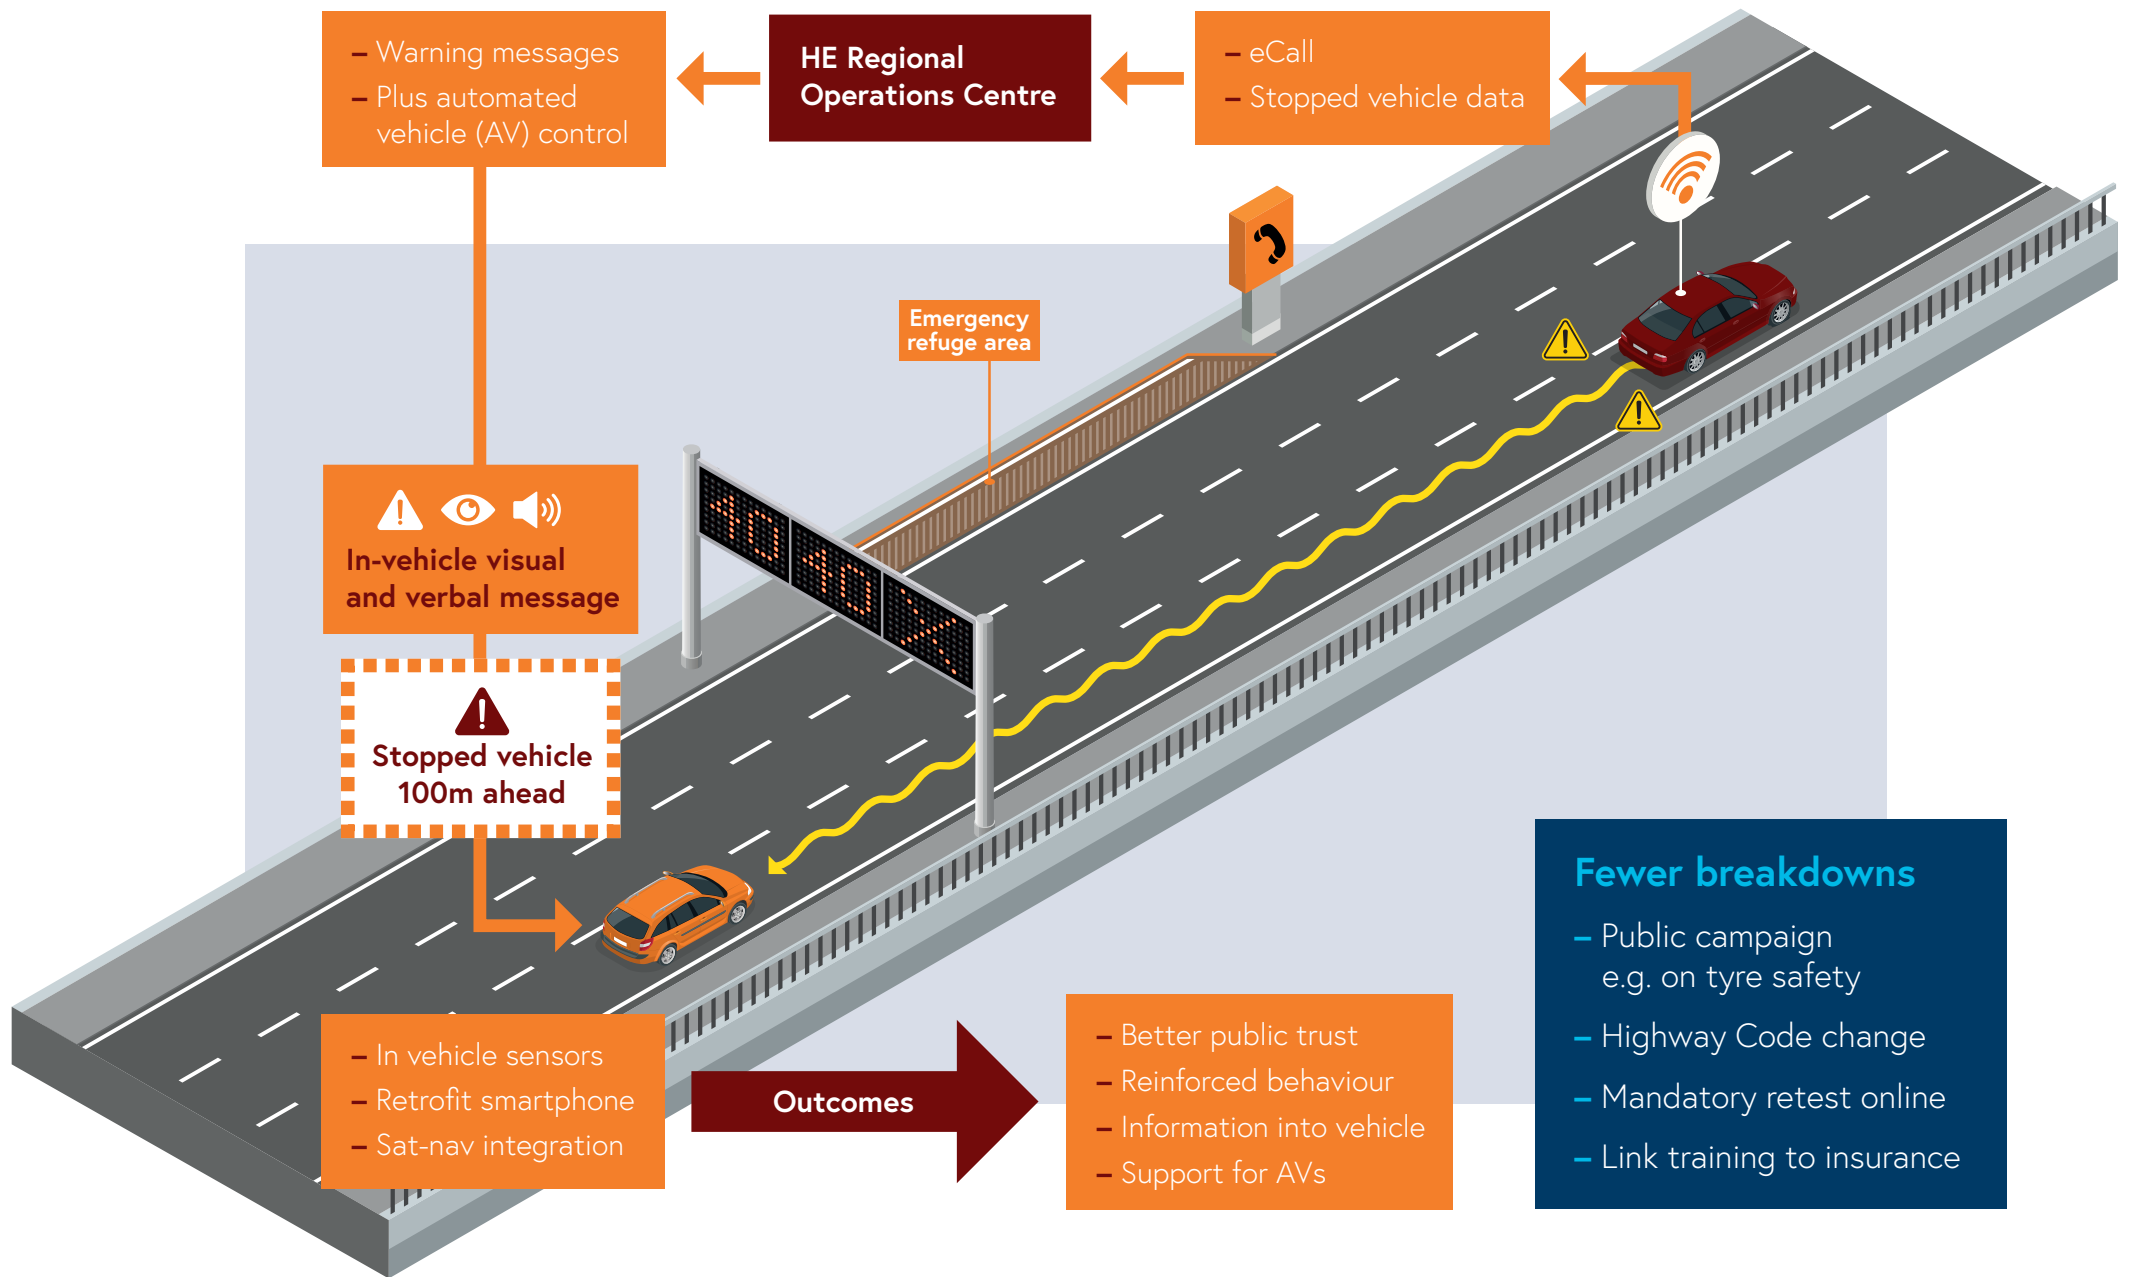 – Warning messages
– Plus automated
vehicle (AV) control
HE Regional
Operations Centre
– eCall
– Stopped vehicle data
Emergency
refuge area
40 40 X
In-vehicle visual
and verbal message
Stopped vehicle
100m ahead
– In vehicle sensors
– Retrofit smartphone
– Sat-nav integration
Outcomes
– Better public trust
– Reinforced behaviour
– Information into vehicle
– Support for AVs
Fewer breakdowns
– Public campaign
e.g. on tyre safety
– Highway Code change
– Mandatory retest online
– Link training to insurance